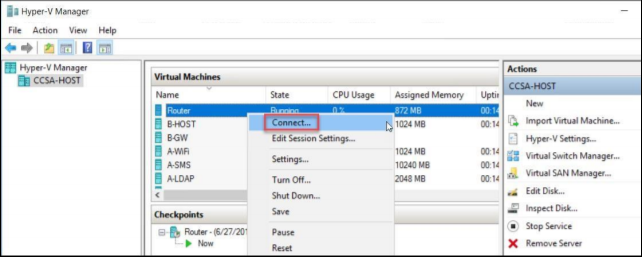 Hyper-V Manager
File Action View Help
Hyper-V Manager
CCSA-HOST
Virtual Machines
Name State CPU Usage Assigned Memory Uptim
Router Running 0 % 872 MB 00:14
B-HOST 1024 MB 00:14
B-GW
A-WiFi 1024 MB 00:14
A-SMS 10240 MB 00:14
A-LDAP 2048 MB 00:14
Connect...
Edit Session Settings...
Settings...
Turn Off...
Shut Down...
Save
Pause
Reset
Checkpoints
Router - (6/27/201
Now
Actions
CCSA-HOST
New
Import Virtual Machine...
Hyper-V Settings...
Virtual Switch Manager...
Virtual SAN Manager...
Edit Disk...
Inspect Disk...
Stop Service
Remove Server